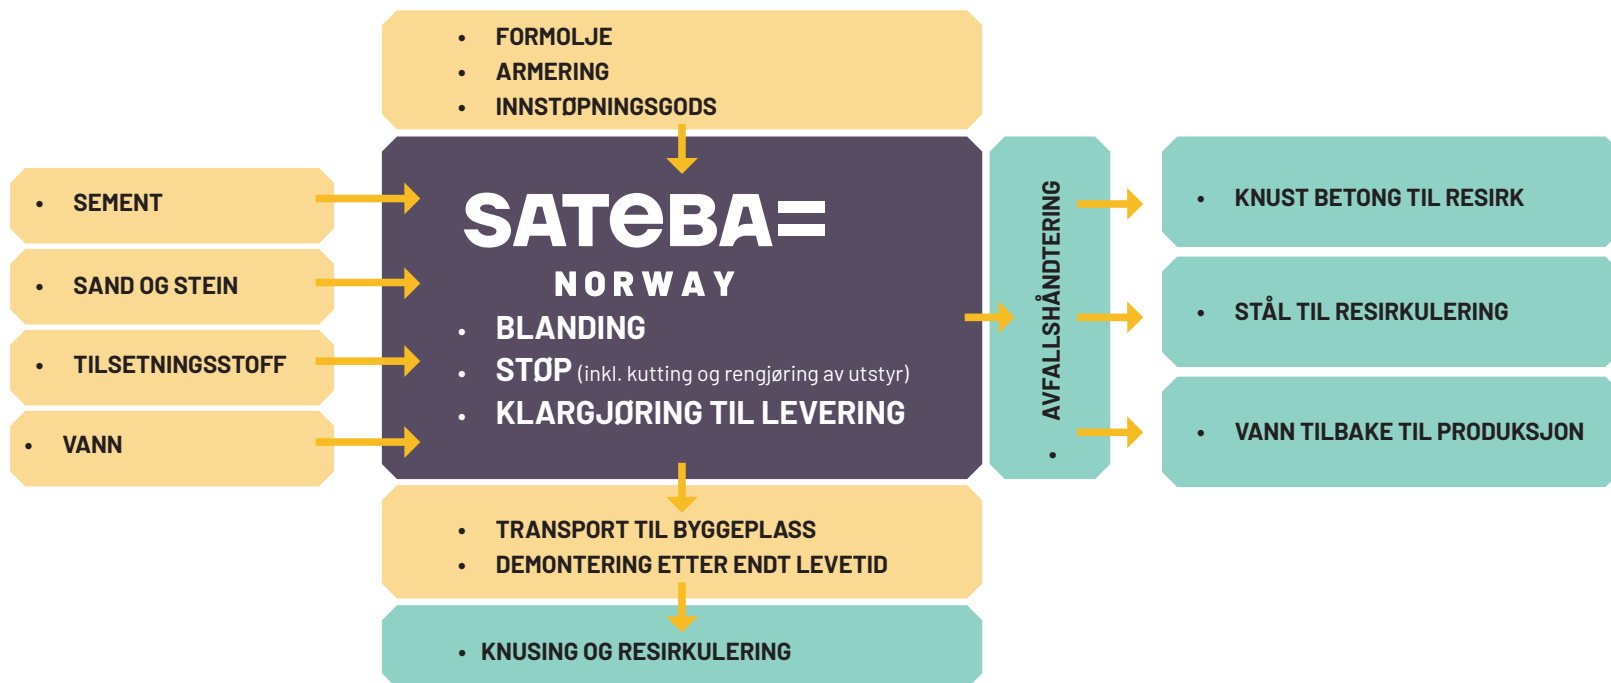 • FORMOLJE
• ARMERING
• INNSTØPNINGSGODS
• SEMENT
• SAND OG STEIN
• TILSETNINGSSTOFF
• VANN
SATeBA=
NORWAY
• BLANDING
• STØP (inkl. kutting og rengjøring av utstyr)
• KLARGJØRING TIL LEVERING
• AVFALLSHÅNDTERING
• KNUST BETONG TIL RESIRK
• STÅL TIL RESIRKULERING
• VANN TILBAKE TIL PRODUKSJON
• TRANSPORT TIL BYGGEPLASS
• DEMONTERING ETTER ENDT LEVETID
• KNUSING OG RESIRKULERING